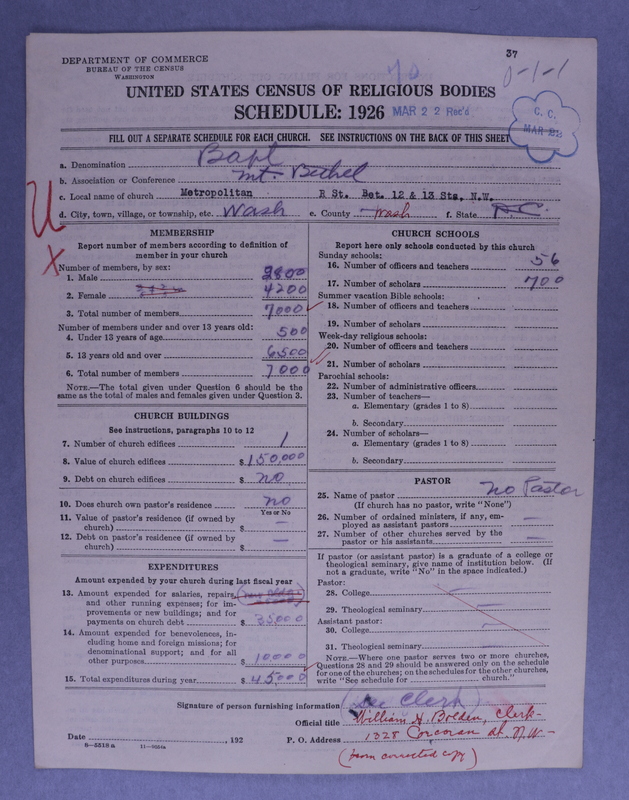 37
DEPARTMENT OF COMMERCE
BUREAU OF THE CENSUS
WASHINGTON
UNITED STATES CENSUS OF RELIGIOUS BODIES
SCHEDULE: 1926 MAR 22 Rec'd
C. C.
FILL OUT A SEPARATE SCHEDULE FOR EACH CHURCH. SEE INSTRUCTIONS ON THE BACK OF THIS SHEET
a. Denomination Bapt
b. Association or Conference Mt. Bethel
c. Local name of church Metropolitan R St. Bet. 12 & 13 Sts, N.W.
d. City, town, village, or township, etc. Wash e. County Wash f. State D.C.
MEMBERSHIP
Report number of members according to definition of
member in your church
Number of members, by sex:
1. Male 2800
2. Female 4200
3. Total number of members 7000
Number of members under and over 13 years old:
4. Under 13 years of age 500
5. 13 years old and over 6500
6. Total number of members 7000
NOTE.—The total given under Question 6 should be the
same as the total of males and females given under Question 3.
CHURCH BUILDINGS
See instructions, paragraphs 10 to 12
7. Number of church edifices 1
8. Value of church edifices $150,000
9. Debt on church edifices $ no
10. Does church own pastor's residence no
Yes or No
11. Value of pastor's residence (if owned by
church) $ —
12. Debt on pastor's residence (if owned by
church) $ —
EXPENDITURES
Amount expended by your church during last fiscal year
13. Amount expended for salaries, repairs,
and other running expense; for im-
provements or new buildings; and for
payments on church debt $ 35000
14. Amount expended for benevolences, in-
cluding home and foreign missions; for
denominational support; and for all
other purposes 10000
15. Total expenditures during year $ 45,000
CHURCH SCHOOLS
Report here only schools conducted by this church
Sunday schools:
16. Number of officers and teachers 56
17. Number of scholars 700
Summer vacation Bible schools:
18. Number of officers and teachers
19. Number of scholars
Week-day religious schools:
20. Number of officers and teachers
21. Number of scholars
Parochial schools:
22. Number of administrative officers
23. Number of teachers—
a. Elementary (grades 1 to 8)
b. Secondary
24. Number of scholars—
a. Elementary (grades 1 to 8)
b. Secondary
PASTOR
25. Name of pastor no Pastor
(If church has no pastor, write "None")
26. Number of ordained ministers, if any, em-
ployed as assistant pastors —
27. Number of other churches served by the
pastor or his assistants —
If pastor (or assistant pastor) is a graduate of a college or
theological seminary, give name of institution below. (If
not a graduate, write "No" in the space indicated.)
Pastor:
28. College
29. Theological seminary
Assistant pastor:
30. College
31. Theological seminary
NOTE.—Where one pastor serves two or more churches,
Questions 28 and 29 should be answered only on the schedule
for one of the churches; on the schedules for the other churches,
write "See schedule for church."
Signature of person furnishing information Clerk
Official title William H. Bolden, Clerk
Date , 192 P. O. Address 1328 Corcoran St. N.W.
8—5518a
(from corrected copy)